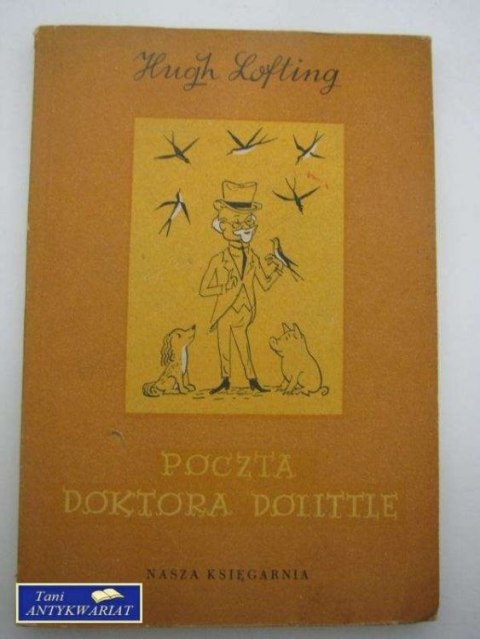 Hugh Lofting
POCZTA
DOKTORA DOLITTLE
NASZA KSIĘGARNIA
Tani
ANTYKWARIAT